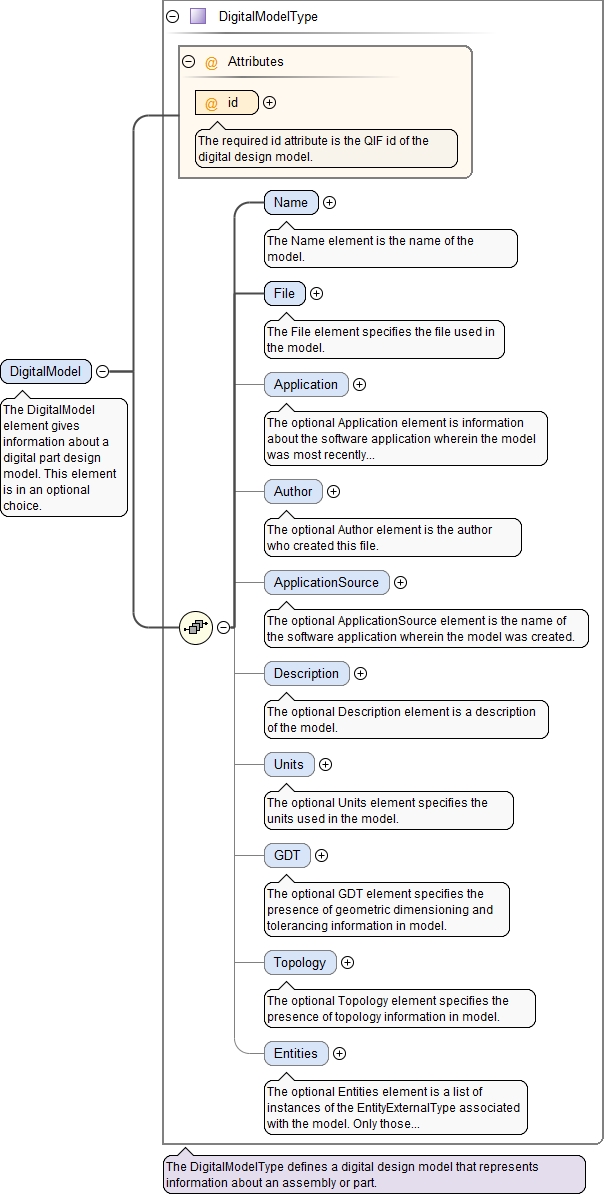 DigitalModelType
@ Attributes
@ id
The required id attribute is the QIF id of the
digital design model.
Name
The Name element is the name of the
model.
File
The File element specifies the file used in
the model.
DigitalModel
The DigitalModel
element gives
information about a
digital part design
model. This element
is in an optional
choice.
Application
The optional Application element is information
about the software application wherein the model
was most recently...
Author
The optional Author element is the author
who created this file.
ApplicationSource
The optional ApplicationSource element is the name of
the software application wherein the model was created.
Description
The optional Description element is a description
of the model.
Units
The optional Units element specifies the
units used in the model.
GDT
The optional GDT element specifies the
presence of geometric dimensioning and
tolerancing information in model.
Topology
The optional Topology element specifies the
presence of topology information in model.
Entities
The optional Entities element is a list of
instances of the EntityExternalType associated
with the model. Only those...
The DigitalModelType defines a digital design model that represents
information about an assembly or part.